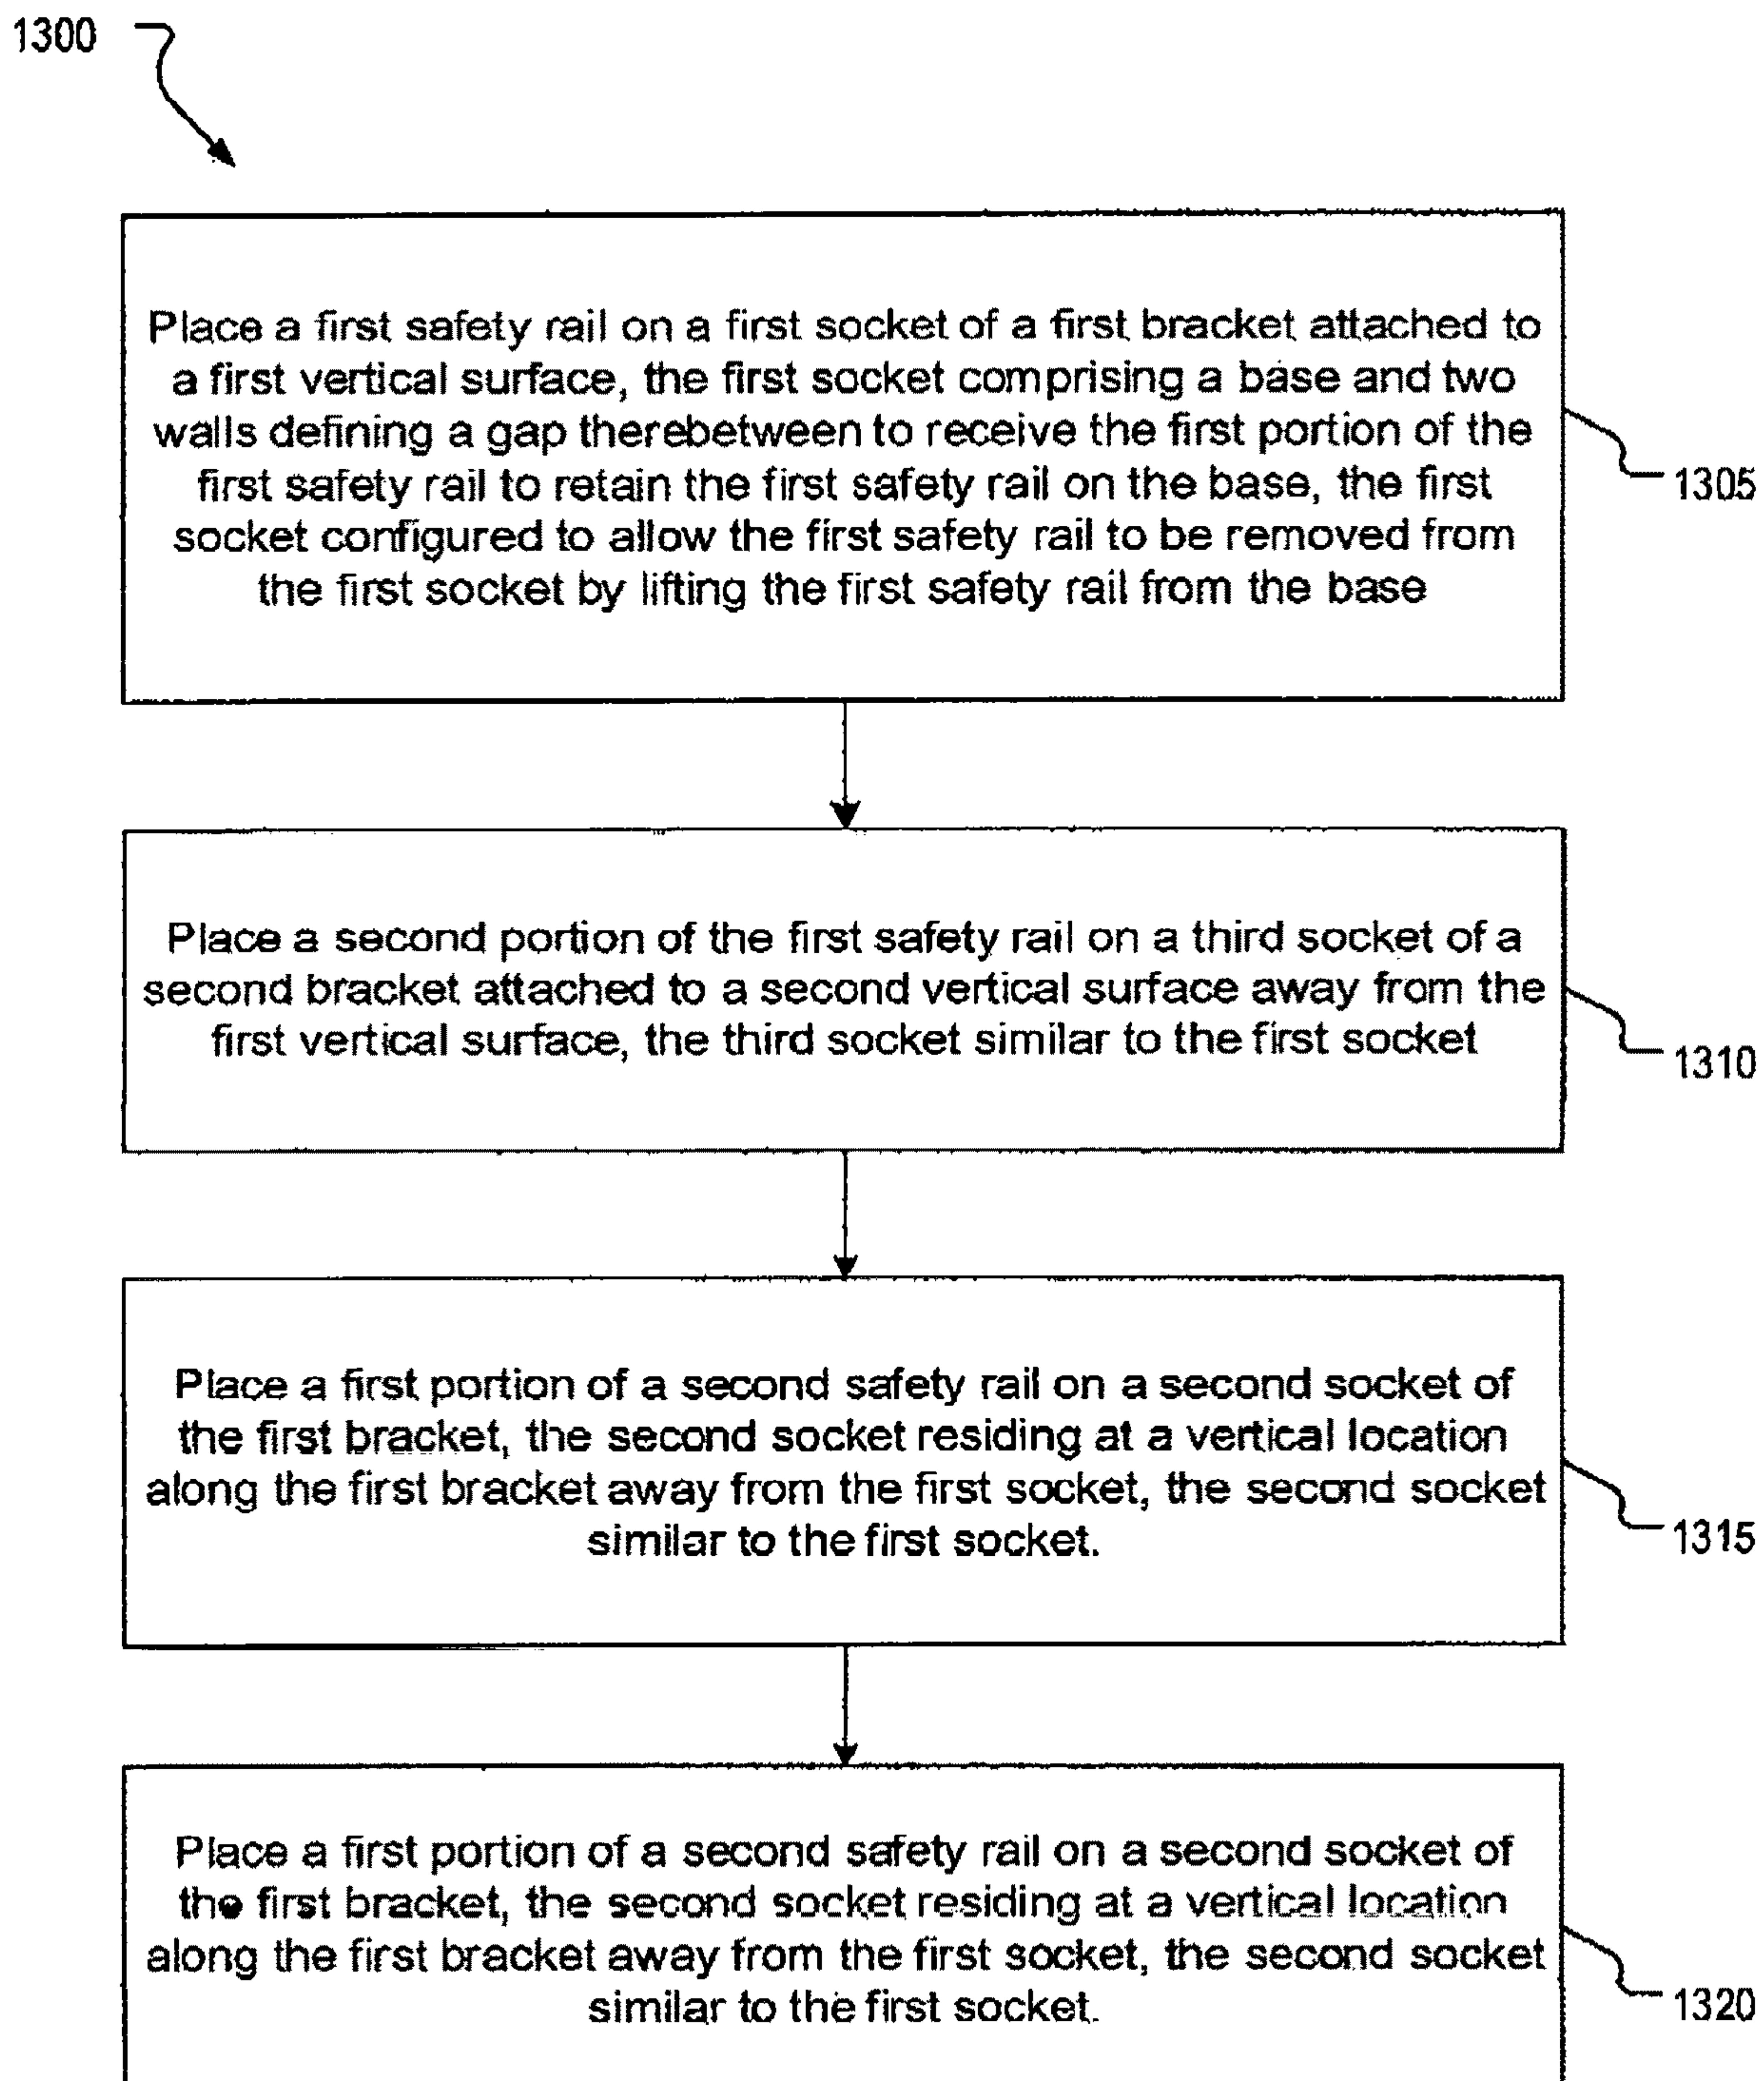 1300
Place a first safety rail on a first socket of a first bracket attached to
a first vertical surface, the first socket comprising a base and two
walls defining a gap therebetween to receive the first portion of the
first safety rail to retain the first safety rail on the base, the first
socket configured to allow the first safety rail to be removed from
the first socket by lifting the first safety rail from the base
1305
Place a second portion of the first safety rail on a third socket of a
second bracket attached to a second vertical surface away from the
first vertical surface, the third socket similar to the first socket
1310
Place a first portion of a second safety rail on a second socket of
the first bracket, the second socket residing at a vertical location
along the first bracket away from the first socket, the second socket
similar to the first socket.
1315
Place a first portion of a second safety rail on a second socket of
the first bracket, the second socket residing at a vertical location
along the first bracket away from the first socket, the second socket
similar to the first socket.
1320